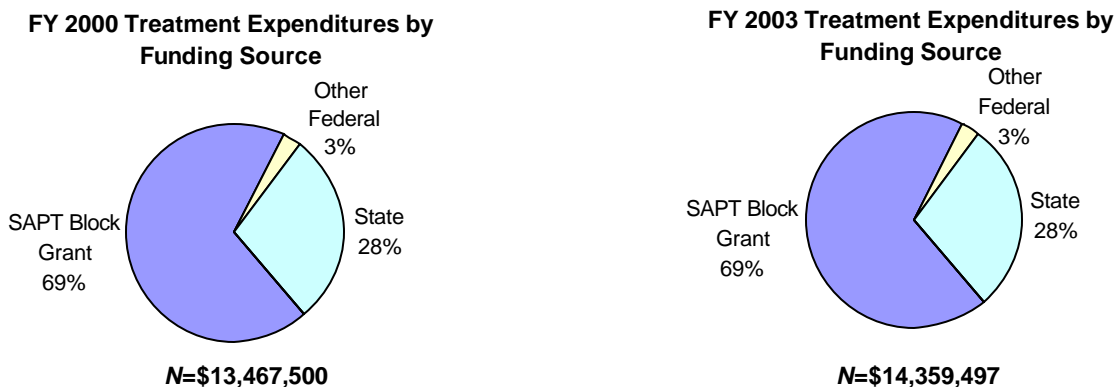 FY 2000 Treatment Expenditures by
Funding Source
Other
Federal
3%
SAPT Block
Grant
69%
State
28%
N=$13,467,500
FY 2003 Treatment Expenditures by
Funding Source
Other
Federal
3%
SAPT Block
Grant
69%
State
28%
N=$14,359,497